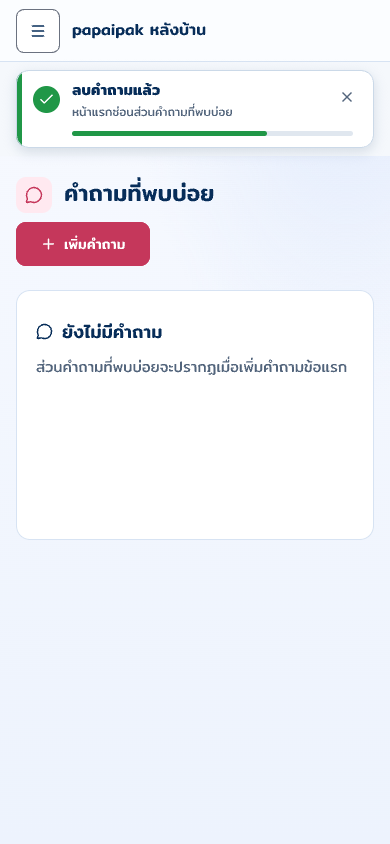 papaipak หลังบ้าน
ลบคำถามแล้ว
หน้าแรกซ่อนส่วนคำถามที่พบบ่อย
คำถามที่พบบ่อย
เพิ่มคำถาม
ยังไม่มีคำถาม
ส่วนคำถามที่พบบ่อยจะปรากฏเมื่อเพิ่มคำถามข้อแรก